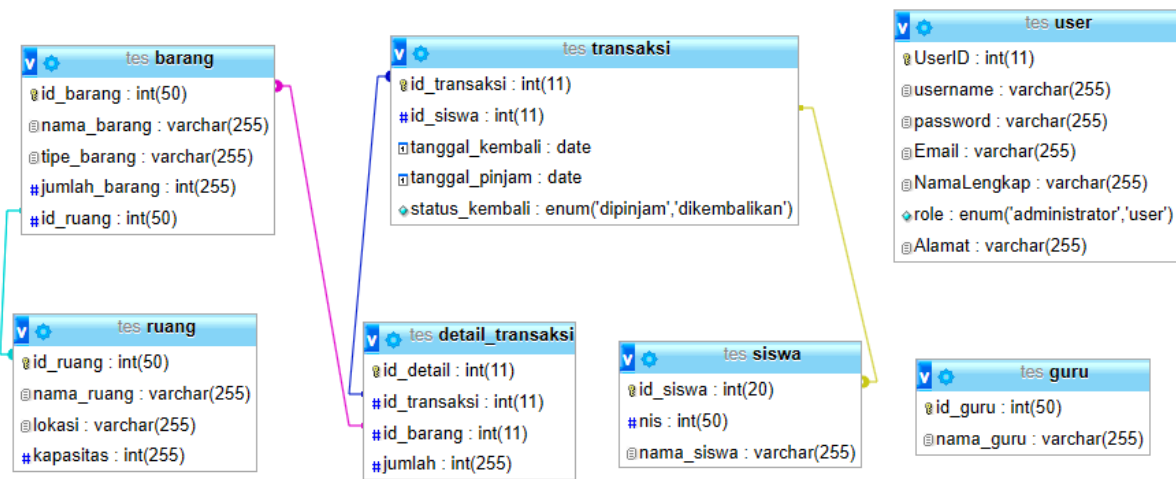 tes barang
id_barang : int(50)
nama_barang : varchar(255)
tipe_barang : varchar(255)
jumlah_barang : int(255)
id_ruang : int(50)
tes transaksi
id_transaksi : int(11)
id_siswa : int(11)
tanggal_kembali : date
tanggal_pinjam : date
status_kembali : enum('dipinjam','dikembalikan')
tes user
UserID : int(11)
username : varchar(255)
password : varchar(255)
Email : varchar(255)
NamaLengkap : varchar(255)
role : enum('administrator','user')
Alamat : varchar(255)
tes ruang
id_ruang : int(50)
nama_ruang : varchar(255)
lokasi : varchar(255)
kapasitas : int(255)
tes detail_transaksi
id_detail : int(11)
id_transaksi : int(11)
id_barang : int(11)
jumlah : int(255)
tes siswa
id_siswa : int(20)
nis : int(50)
nama_siswa : varchar(255)
tes guru
id_guru : int(50)
nama_guru : varchar(255)